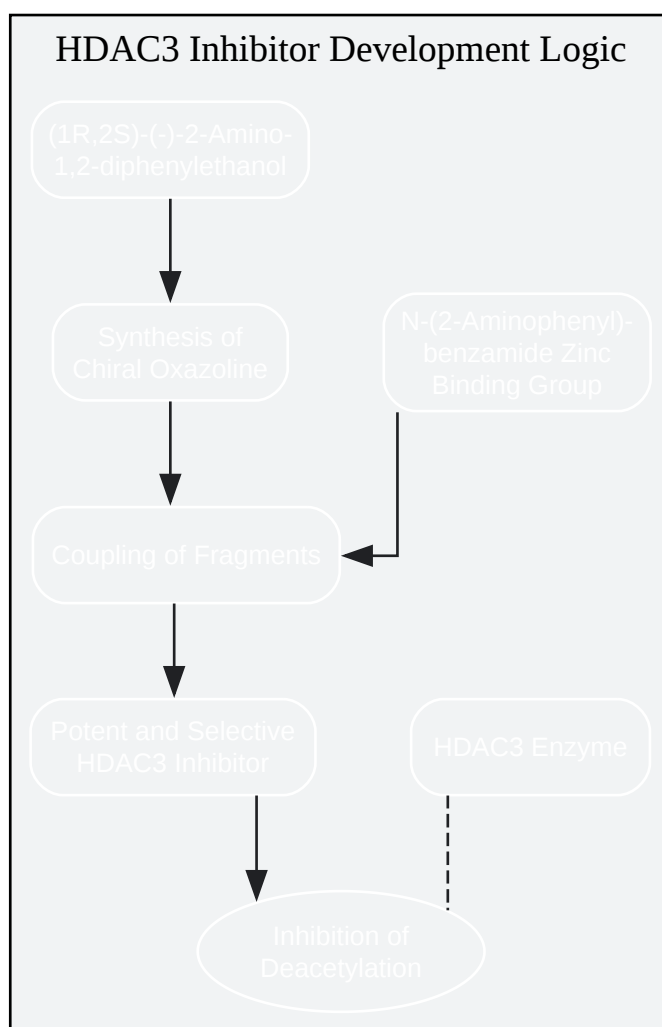 HDAC3 Inhibitor Development Logic
(1R,2S)-(-)-2-Amino-
1,2-diphenylethanol
Synthesis of
Chiral Oxazoline
N-(2-Aminophenyl)-
benzamide Zinc
Binding Group
Coupling of Fragments
Potent and Selective
HDAC3 Inhibitor
HDAC3 Enzyme
Inhibition of
Deacetylation